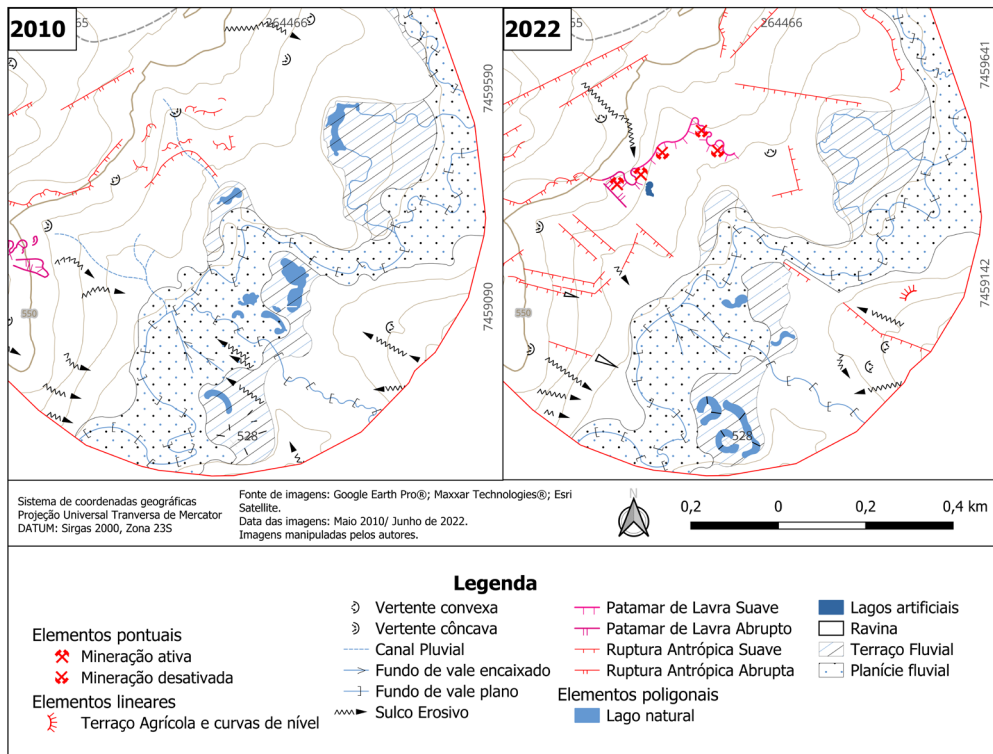 2010
55
264466
7459590
7459090
550
528
2022
55
264466
7459641
7459142
550
528
Sistema de coordenadas geográficas
Projeção Universal Tranversa de Mercator
DATUM: Sirgas 2000, Zona 23S
Fonte de imagens: Google Earth Pro®; Maxxar Technologies®; Esri
Satellite.
Data das imagens: Maio 2010/ Junho de 2022.
Imagens manipuladas pelos autores.
N
0,2 0 0,2 0,4 km
Legenda
Elementos pontuais
Mineração ativa
Mineração desativada
Elementos lineares
Terraço Agrícola e curvas de nível
Vertente convexa
Vertente côncava
Canal Pluvial
Fundo de vale encaixado
Fundo de vale plano
Sulco Erosivo
Patamar de Lavra Suave
Patamar de Lavra Abrupto
Ruptura Antrópica Suave
Ruptura Antrópica Abrupta
Elementos poligonais
Lago natural
Lagos artificiais
Ravina
Terraço Fluvial
Planície fluvial